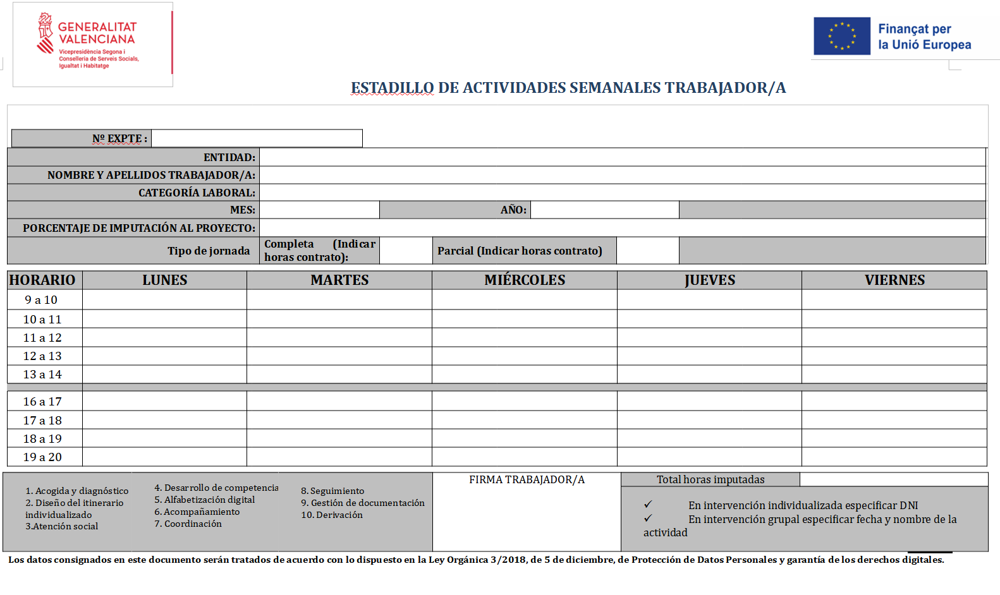 GENERALITAT
VALENCIANA
Vicepresidència Segona i
Conselleria de Serveis Socials,
Igualtat i Habitatge
Finançat per
la Unió Europea
ESTADILLO DE ACTIVIDADES SEMANALES TRABAJADOR/A
Nº EXPTE :
ENTIDAD:
NOMBRE Y APELLIDOS TRABAJADOR/A:
CATEGORÍA LABORAL:
MES: AÑO:
PORCENTAJE DE IMPUTACIÓN AL PROYECTO:
Tipo de jornada
Completa (Indicar
horas contrato):
Parcial (Indicar horas contrato)
HORARIO LUNES MARTES MIÉRCOLES JUEVES VIERNES
9 a 10
10 a 11
11 a 12
12 a 13
13 a 14
16 a 17
17 a 18
18 a 19
19 a 20
1. Acogida y diagnóstico
2. Diseño del itinerario
individualizado
3.Atención social
4. Desarrollo de competencia
5. Alfabetización digital
6. Acompañamiento
7. Coordinación
8. Seguimiento
9. Gestión de documentación
10. Derivación
FIRMA TRABAJADOR/A
Total horas imputadas
✓ En intervención individualizada especificar DNI
✓ En intervención grupal especificar fecha y nombre de la
actividad
Los datos consignados en este documento serán tratados de acuerdo con lo dispuesto en la Ley Orgánica 3/2018, de 5 de diciembre, de Protección de Datos Personales y garantía de los derechos digitales.